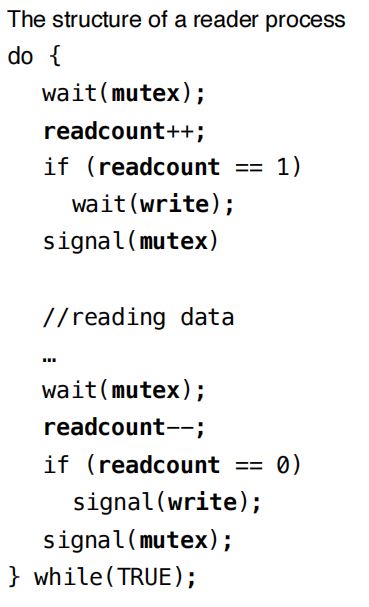 The structure of a reader process
do {
wait(mutex);
readcount++;
if (readcount == 1)
wait(write);
signal(mutex)
//reading data
…
wait(mutex);
readcount--;
if (readcount == 0)
signal(write);
signal(mutex);
} while(TRUE);